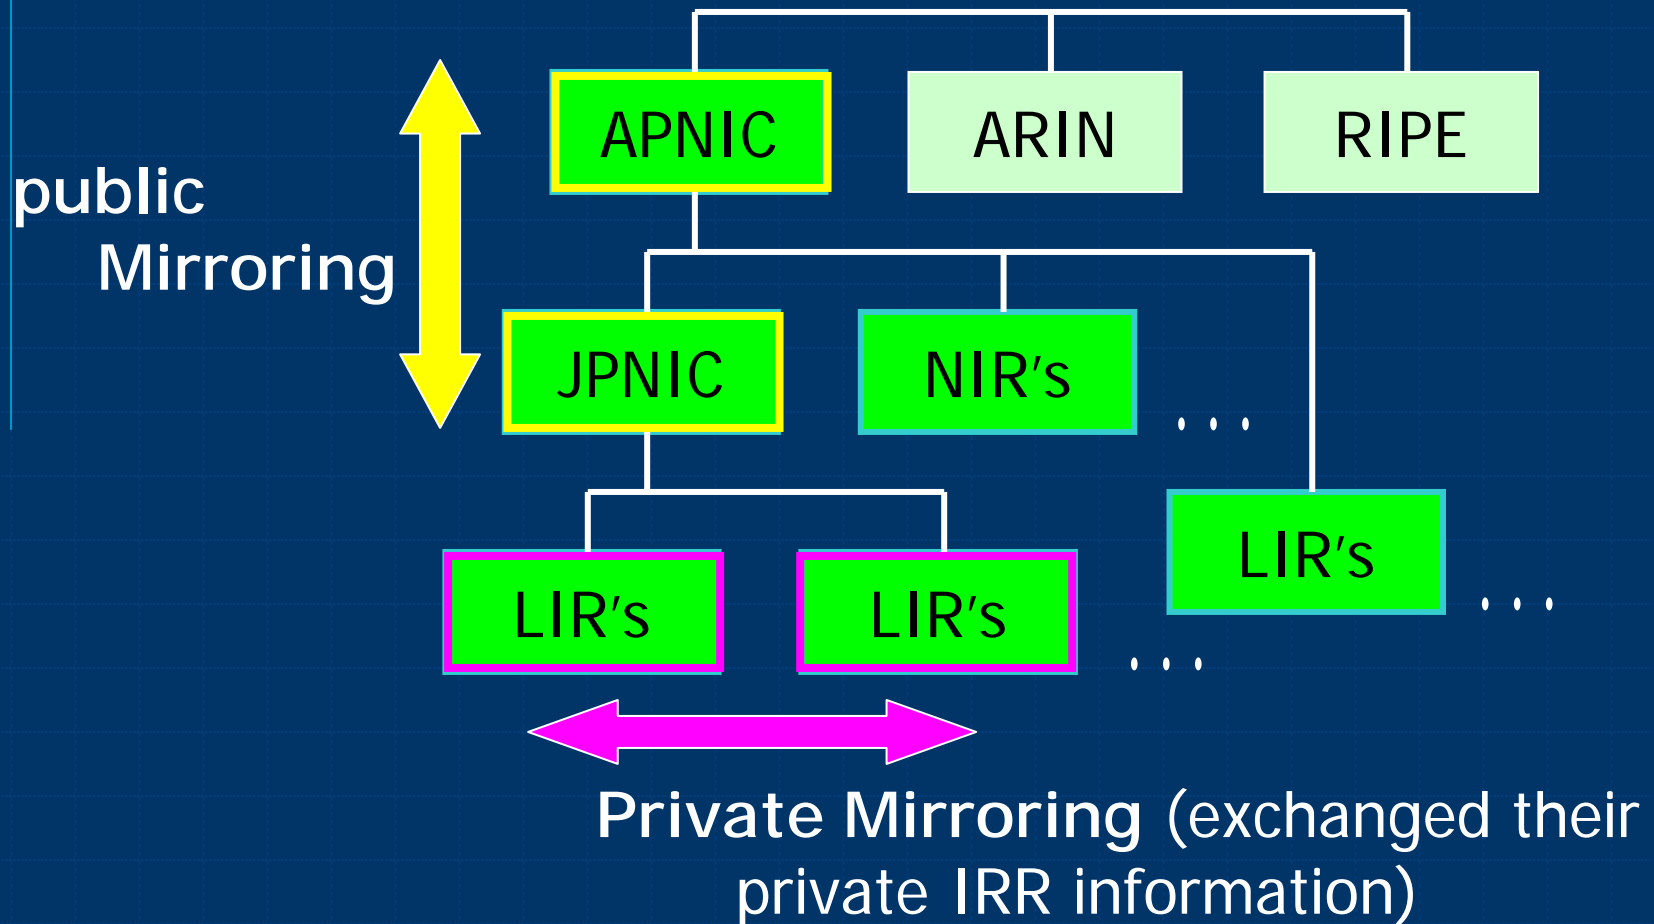 APNIC
ARIN
RIPE
public
Mirroring
JPNIC
NIR's
...
LIR's
...
LIR's
LIR's
...
Private Mirroring (exchanged their
private IRR information)